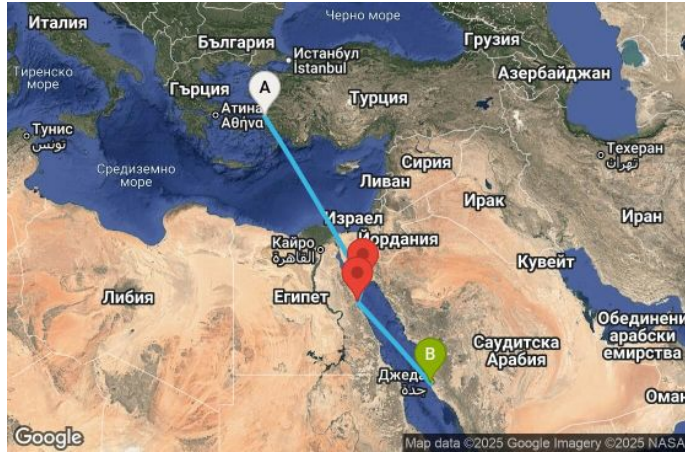 Черно море
Италия
България
Грузия
Истанбул
Istanbul
Азербайджан
Тиренско
море
Гърция
A
Атина
Αθήνα
Турция
Тунис
تونس
Техеран
تهران
Средиземно
море
Сирия
Ливан
Ирак
Иран
Израел
Кайро
القاهرة
Йордания
Кувейт
Либия
Египет
Обединени
арабски
емирства
Саудитска
Арабия
B
Джеда
جدة
Оман
Google
Map data ©2025 Google Imagery ©2025 NASA